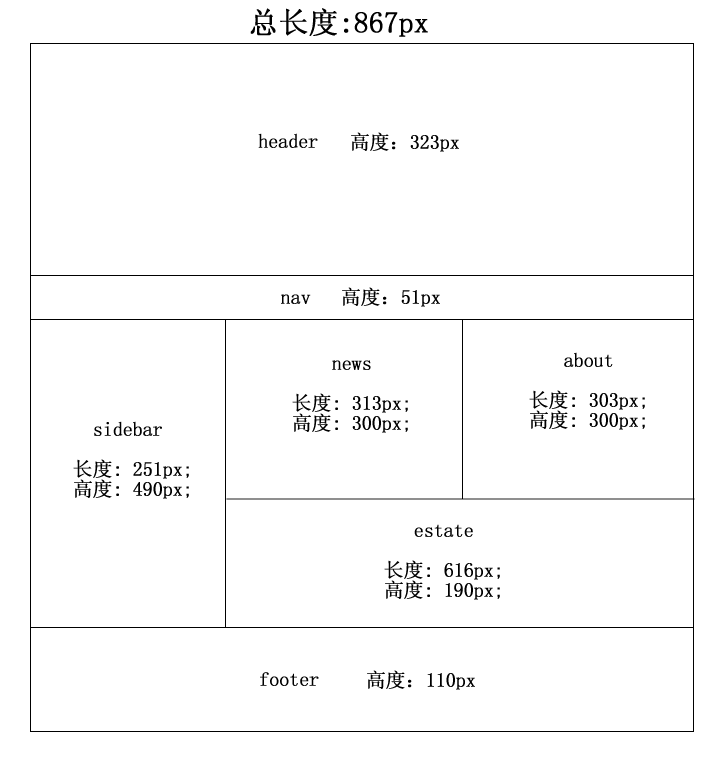 总长度:867px
header 高度: 323px
nav 高度: 51px
news
长度: 313px;
高度: 300px;
about
长度: 303px;
高度: 300px;
sidebar
长度: 251px;
高度: 490px;
estate
长度: 616px;
高度: 190px;
footer 高度: 110px